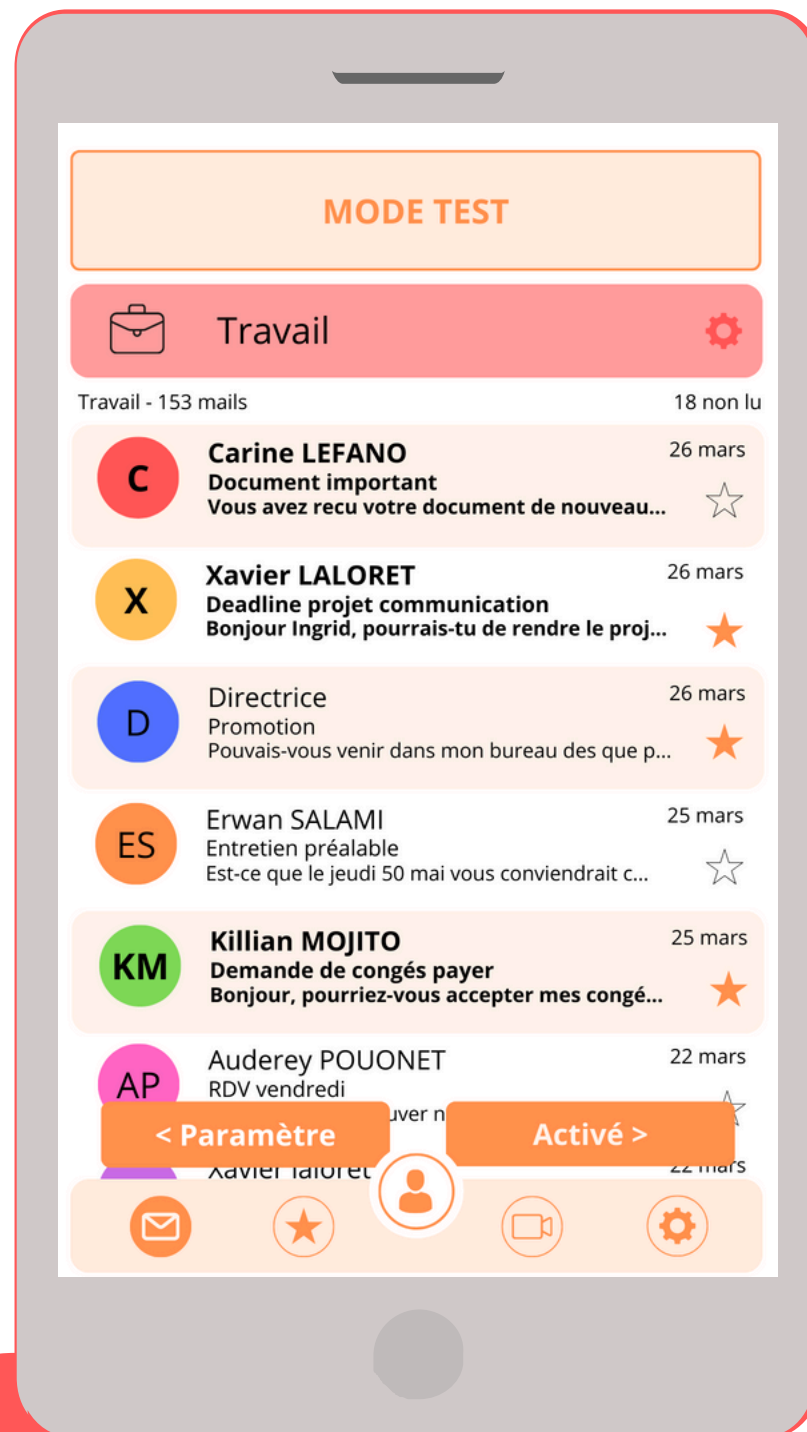 MODE TEST
Travail
Travail - 153 mails 18 non lu
C
Carine LEFANO 26 mars
Document important
Vous avez recu votre document de nouveau...
X
Xavier LALORET 26 mars
Deadline projet communication
Bonjour Ingrid, pourrais-tu de rendre le proj...
D
Directrice 26 mars
Promotion
Pouvais-vous venir dans mon bureau des que p...
ES
Erwan SALAMI 25 mars
Entretien préalable
Est-ce que le jeudi 50 mai vous conviendrait c...
KM
Killian MOJITO 25 mars
Demande de congés payer
Bonjour, pourriez-vous accepter mes congé...
AP
Auderey POUONET 22 mars
RDV vendredi
< Paramètre Activé >
Xavier laloret 22 mars